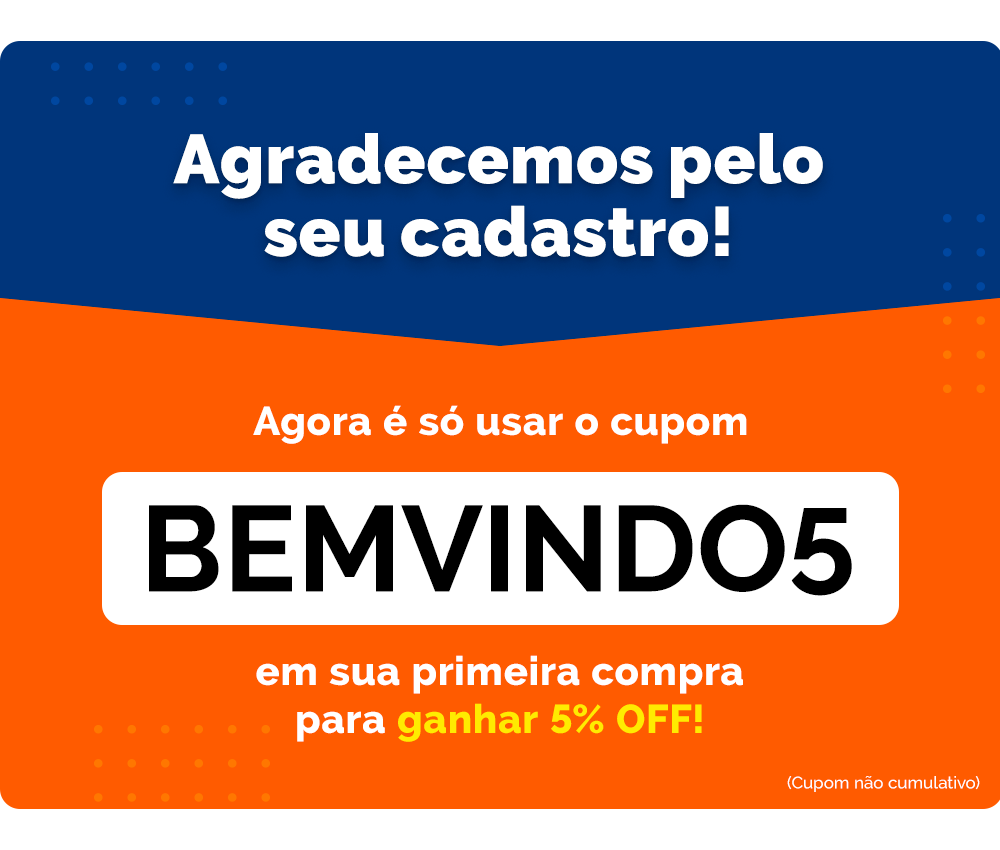 Agradecemos pelo
seu cadastro!
Agora é só usar o cupom
BEMVINDO5
em sua primeira compra
para ganhar 5% OFF!
(Cupom não cumulativo)